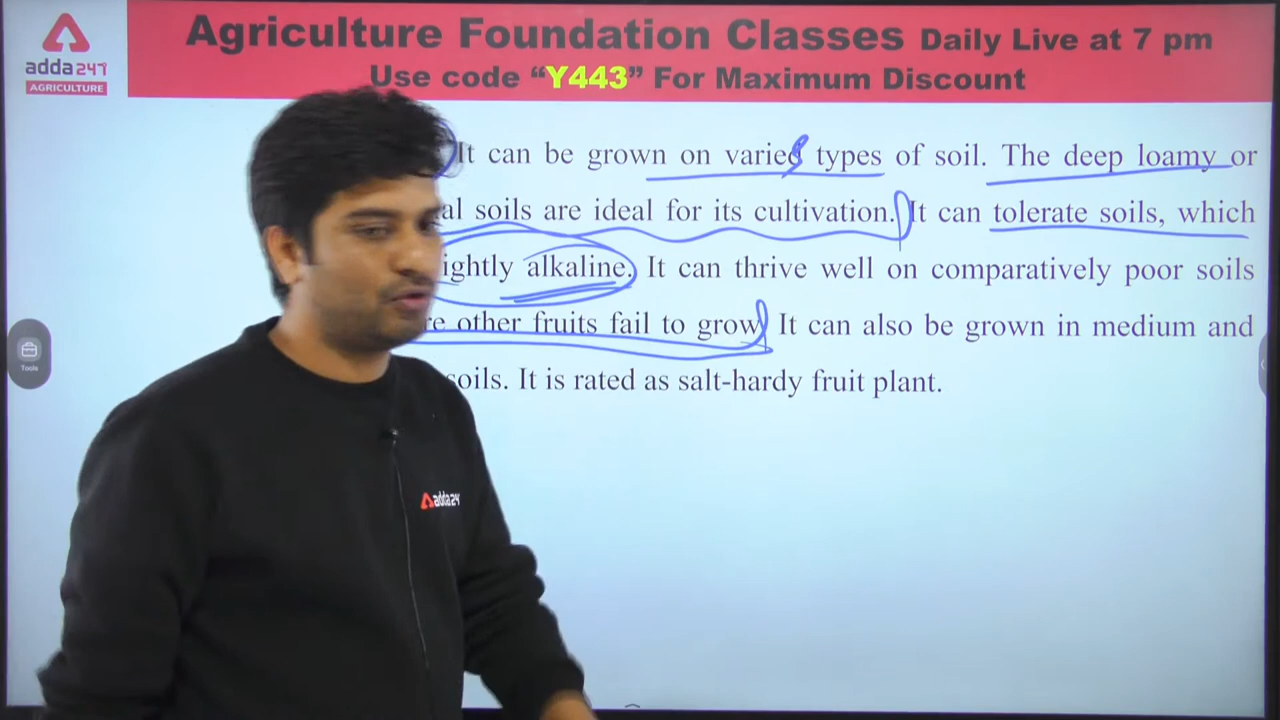 Agriculture Foundation Classes Daily Live at 7 pm
Use code “Y443” For Maximum Discount
adda247
AGRICULTURE
It can be grown on varied types of soil. The deep loamy or
soils are ideal for its cultivation. It can tolerate soils, which
alkaline. It can thrive well on comparatively poor soils
other fruits fail to grow. It can also be grown in medium and
soils. It is rated as salt-hardy fruit plant.
Tools
adda247